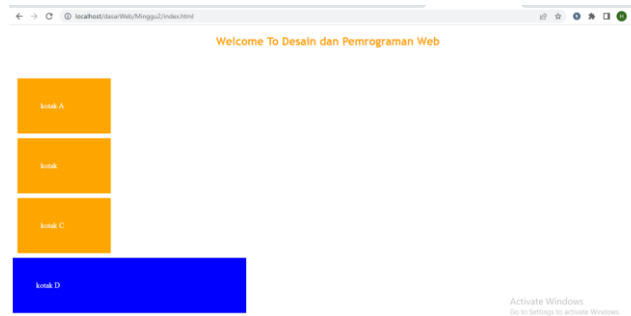 localhost/dasarWeb/Minggu2/index.html
H
Welcome To Desain dan Pemrograman Web
kotak A
kotak
kotak C
kotak D
Activate Windows
Go to Settings to activate Windows.